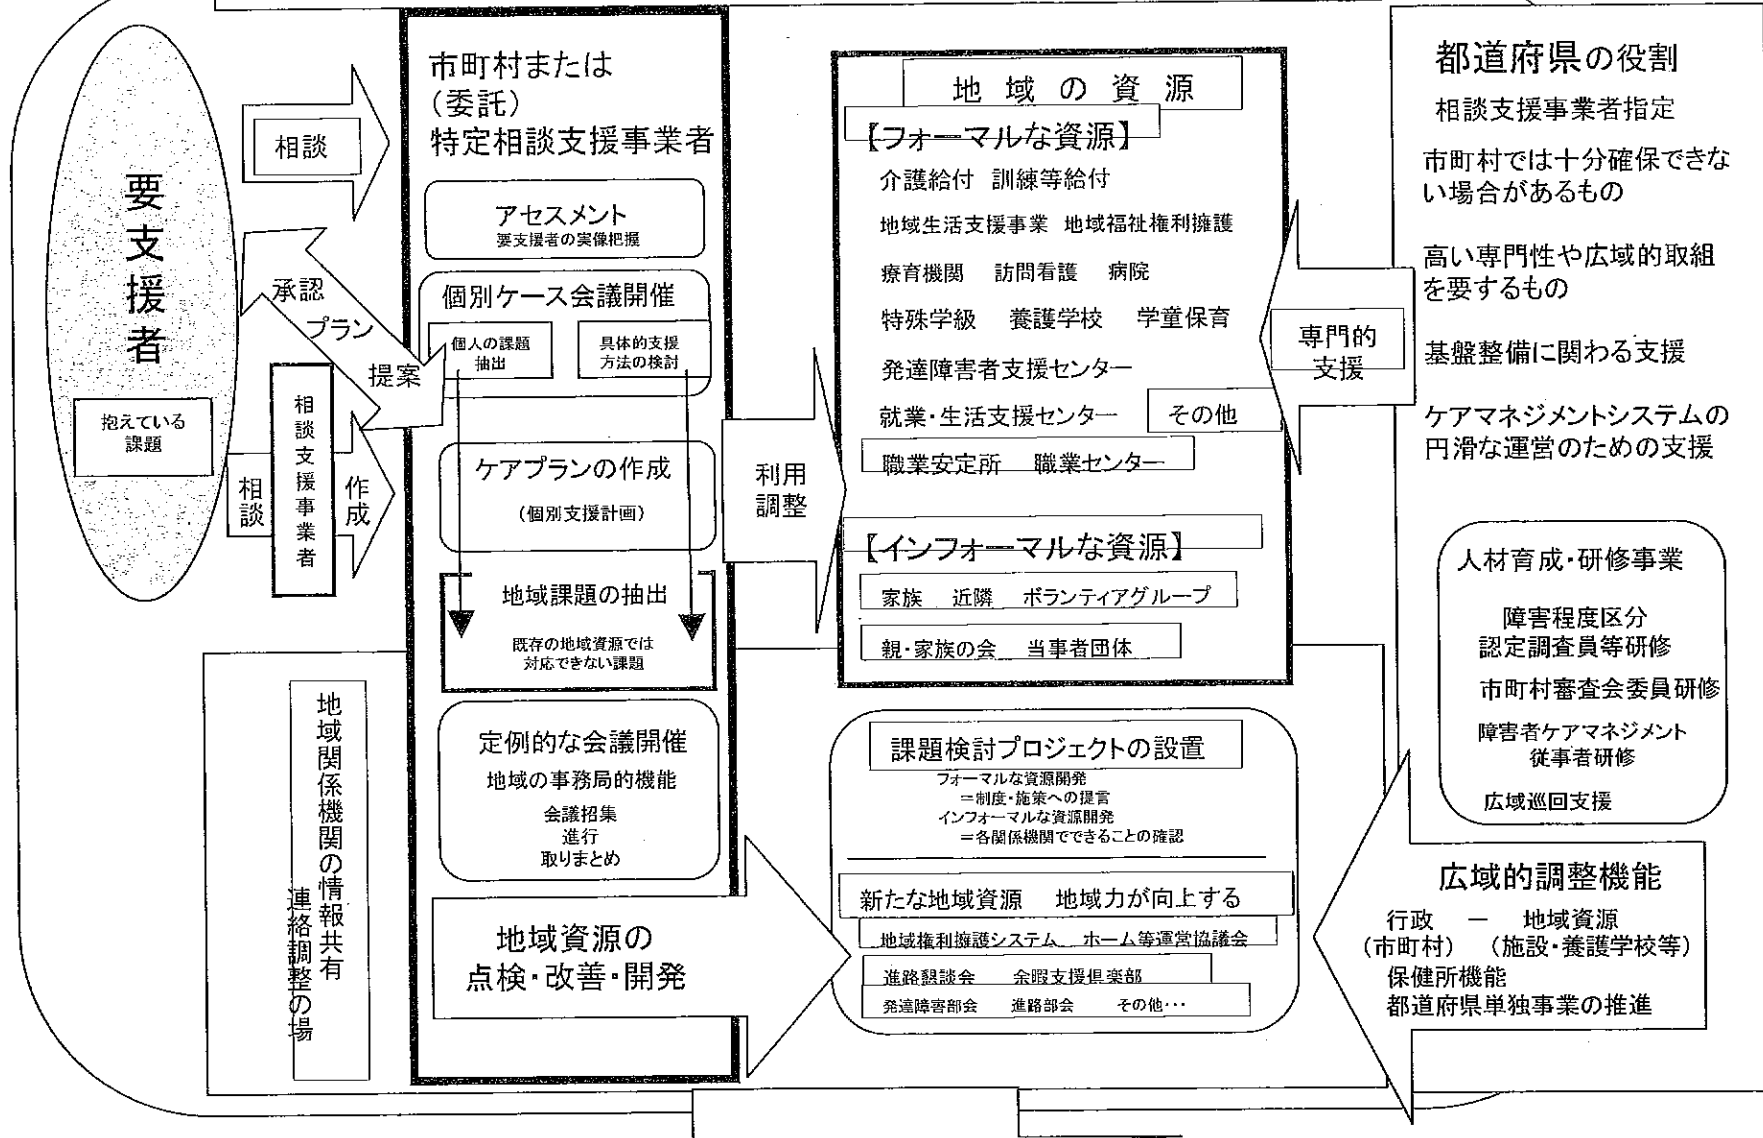 要支援者
抱えている
課題
相談
承認
プラン
提案
相談
相談支援事業者
作成
市町村または
（委託）
特定相談支援事業者
アセスメント
要支援者の実像把握
個別ケース会議開催
個人の課題
抽出
具体的支援
方法の検討
ケアプランの作成
（個別支援計画）
地域課題の抽出
既存の地域資源では
対応できない課題
定例的な会議開催
地域の事務局的機能
会議招集
進行
取りまとめ
地域資源の
点検・改善・開発
地域関係機関の情報共有
連絡調整の場
利用
調整
地域の資源
【フォーマルな資源】
介護給付　訓練等給付
地域生活支援事業　地域福祉権利擁護
療育機関　訪問看護　病院
特殊学級　養護学校　学童保育
発達障害者支援センター
就業・生活支援センター　その他
職業安定所　職業センター
【インフォーマルな資源】
家族　近隣　ボランティアグループ
親・家族の会　当事者団体
課題検討プロジェクトの設置
フォーマルな資源開発
＝制度・施策への提言
インフォーマルな資源開発
＝各関係機関でできることの確認
新たな地域資源　地域力が向上する
地域権利擁護システム　ホーム等運営協議会
進路懇談会　余暇支援倶楽部
発達障害部会　進路部会　その他・・・
専門的
支援
都道府県の役割
相談支援事業者指定
市町村では十分確保できな
い場合があるもの
高い専門性や広域的取組
を要するもの
基盤整備に関わる支援
ケアマネジメントシステムの
円滑な運営のための支援
人材育成・研修事業
障害程度区分
認定調査員等研修
市町村審査会委員研修
障害者ケアマネジメント
従事者研修
広域巡回支援
広域的調整機能
行政　－　地域資源
（市町村）　（施設・養護学校等）
保健所機能
都道府県単独事業の推進